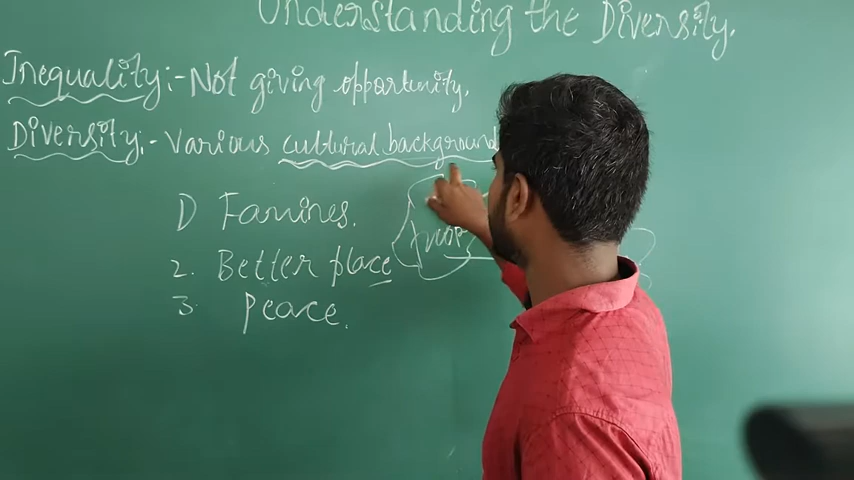 Understanding the Diversity.
Inequality:- Not giving opportunity.
Diversity:- Various cultural background
1) Famines.
2. Better place
3. Peace.